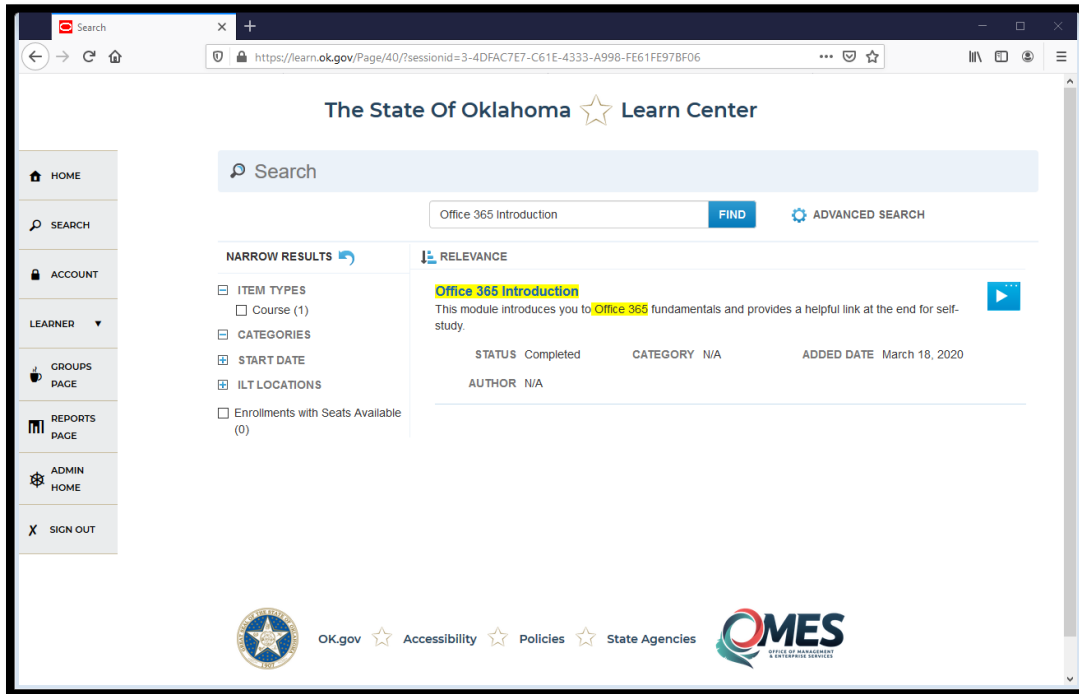 Search
https://learn.ok.gov/Page/40/?sessionid=3-4DFAC7E7-C61E-4333-A998-FE61FE97BF06
The State Of Oklahoma Learn Center
HOME
SEARCH
ACCOUNT
LEARNER ▼
GROUPS
PAGE
REPORTS
PAGE
ADMIN
HOME
SIGN OUT
Search
Office 365 Introduction
FIND
ADVANCED SEARCH
NARROW RESULTS
ITEM TYPES
Course (1)
CATEGORIES
START DATE
ILT LOCATIONS
Enrollments with Seats Available
(0)
RELEVANCE
Office 365 Introduction
This module introduces you to Office 365 fundamentals and provides a helpful link at the end for self-
study.
STATUS Completed CATEGORY N/A ADDED DATE March 18, 2020
AUTHOR N/A
OK.gov Accessibility Policies State Agencies
OMES
OFFICE OF MANAGEMENT
& ENTERPRISE SERVICES
1907